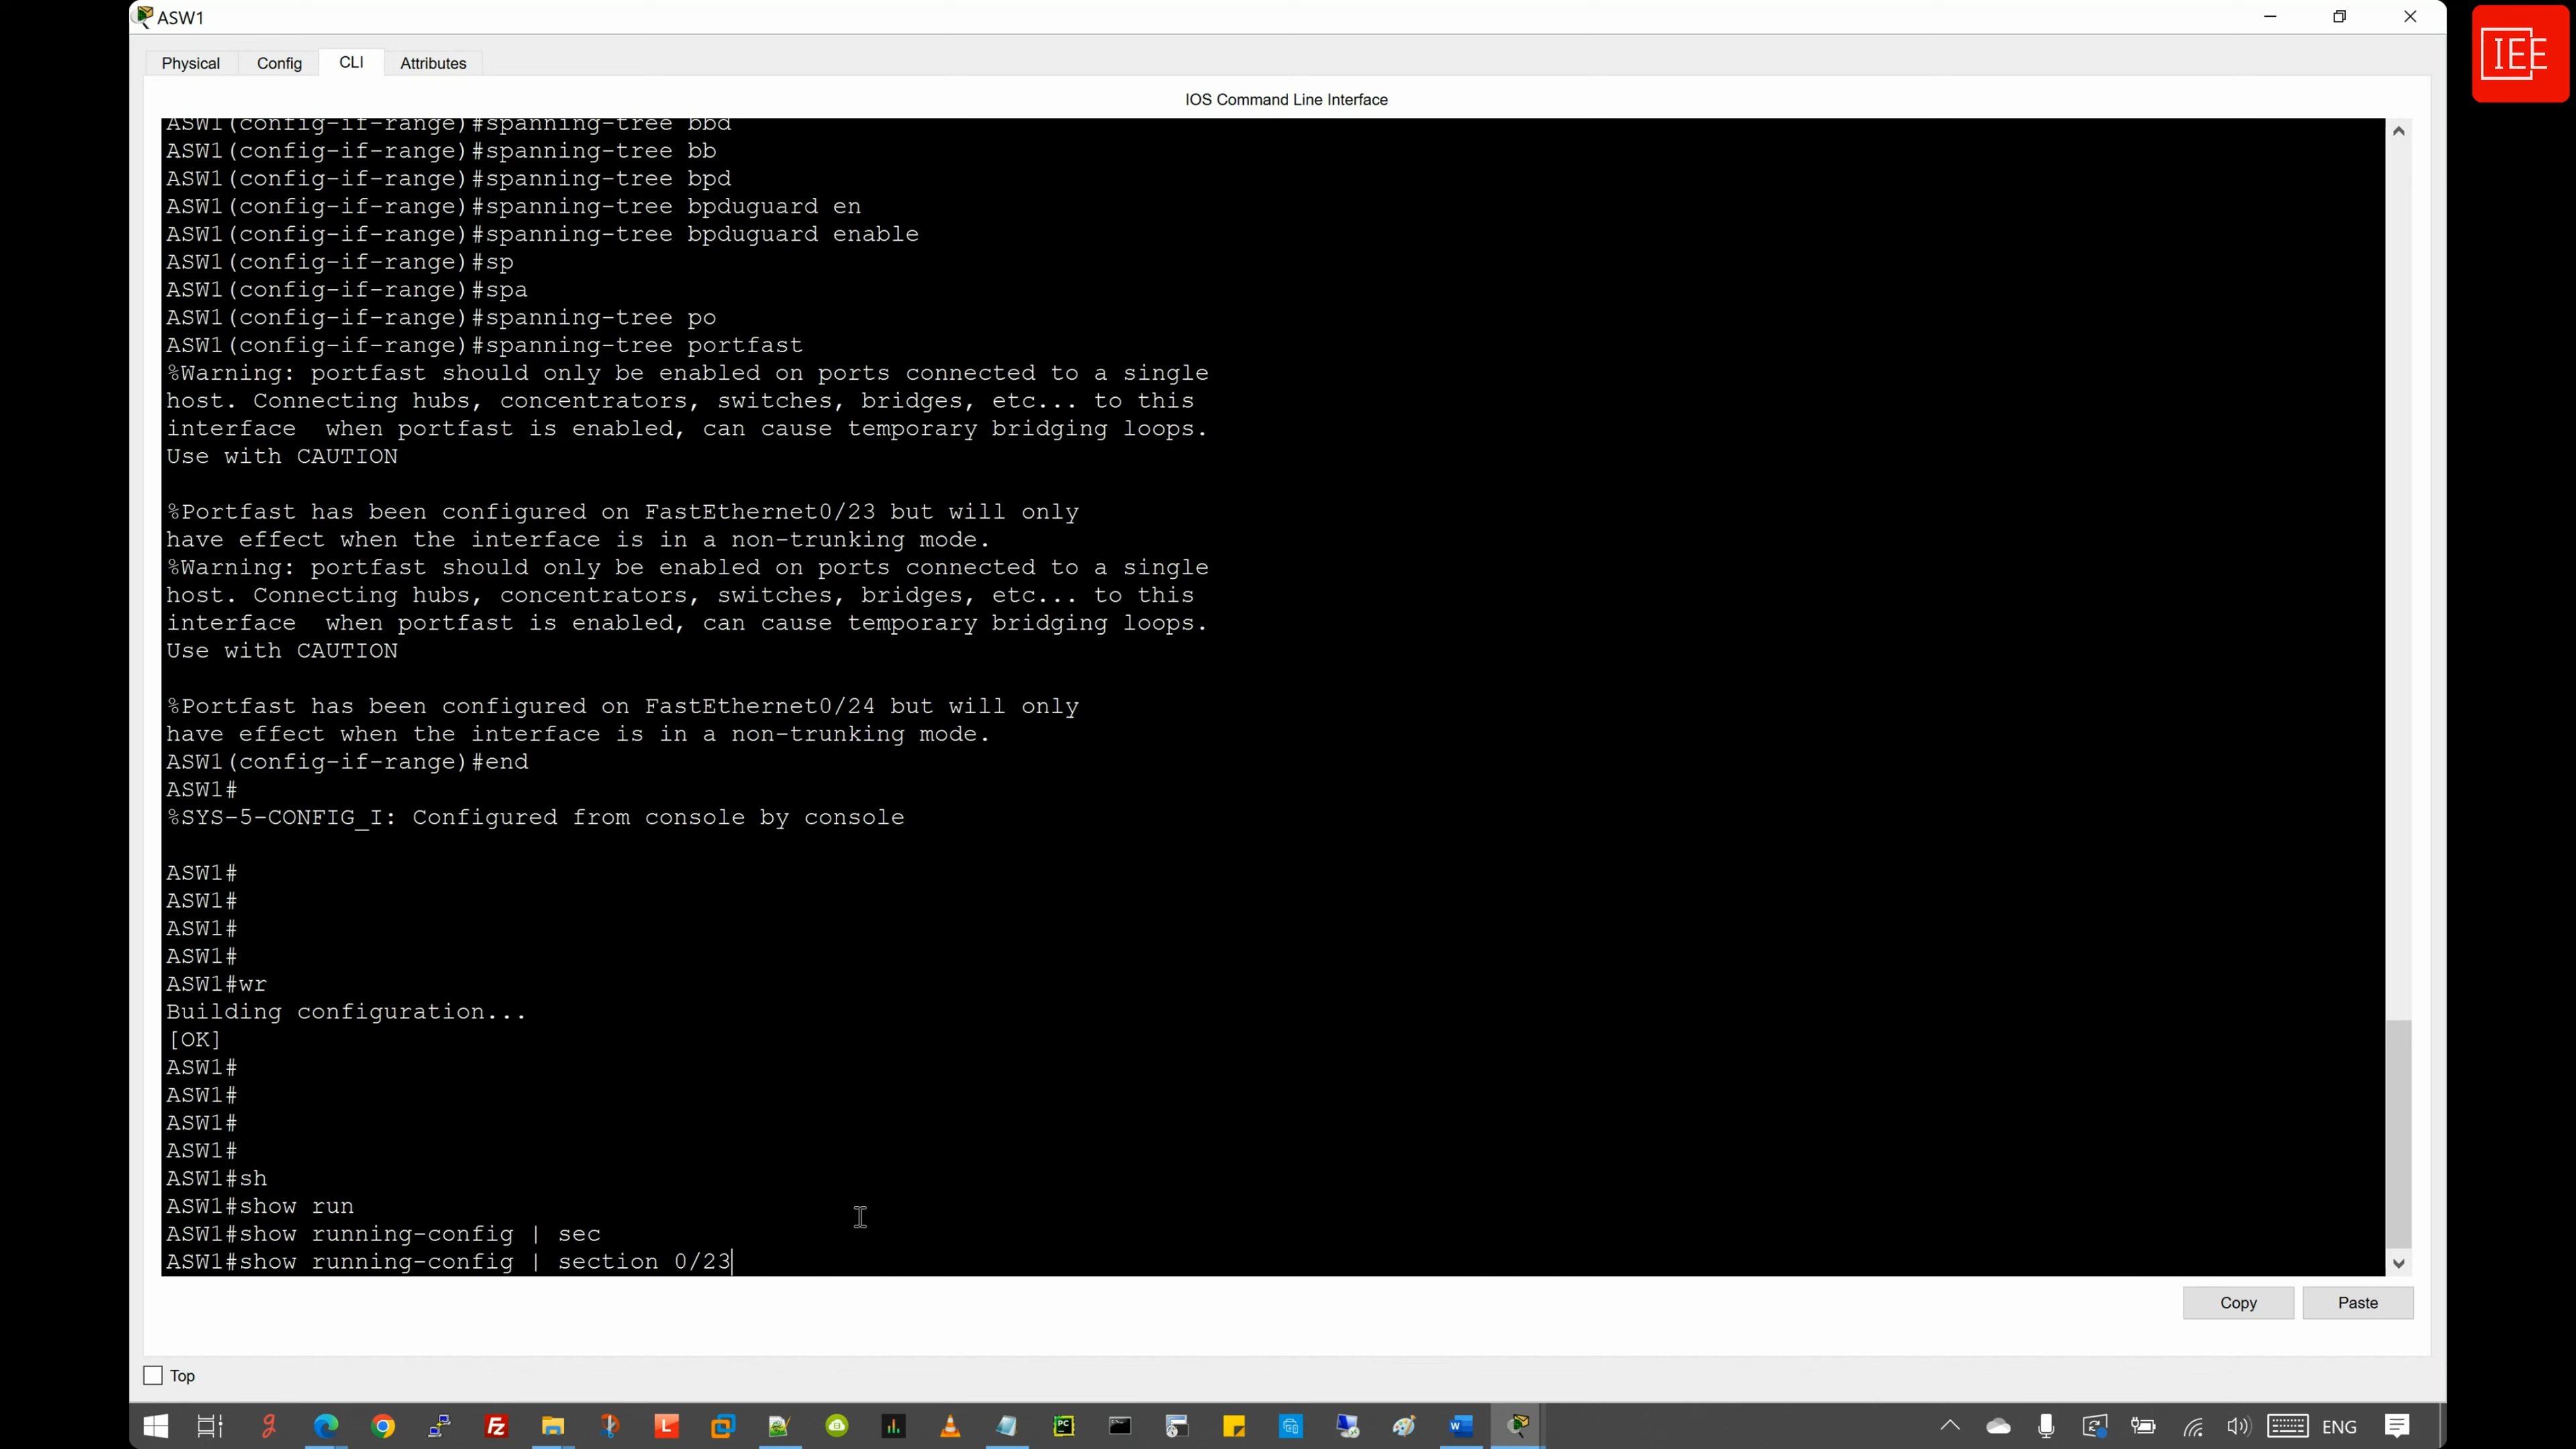 ASW1
IEE
Physical Config CLI Attributes
IOS Command Line Interface
ASW1(config-if-range)#spanning-tree bbd
ASW1(config-if-range)#spanning-tree bb
ASW1(config-if-range)#spanning-tree bpd
ASW1(config-if-range)#spanning-tree bpduguard en
ASW1(config-if-range)#spanning-tree bpduguard enable
ASW1(config-if-range)#sp
ASW1(config-if-range)#spa
ASW1(config-if-range)#spanning-tree po
ASW1(config-if-range)#spanning-tree portfast
%Warning: portfast should only be enabled on ports connected to a single
host. Connecting hubs, concentrators, switches, bridges, etc... to this
interface  when portfast is enabled, can cause temporary bridging loops.
Use with CAUTION
%Portfast has been configured on FastEthernet0/23 but will only
have effect when the interface is in a non-trunking mode.
%Warning: portfast should only be enabled on ports connected to a single
host. Connecting hubs, concentrators, switches, bridges, etc... to this
interface  when portfast is enabled, can cause temporary bridging loops.
Use with CAUTION
%Portfast has been configured on FastEthernet0/24 but will only
have effect when the interface is in a non-trunking mode.
ASW1(config-if-range)#end
ASW1#
%SYS-5-CONFIG_I: Configured from console by console
ASW1#
ASW1#
ASW1#
ASW1#
ASW1#wr
Building configuration...
[OK]
ASW1#
ASW1#
ASW1#
ASW1#
ASW1#sh
ASW1#show run
ASW1#show running-config | sec
ASW1#show running-config | section 0/23
Copy Paste
Top
ENG